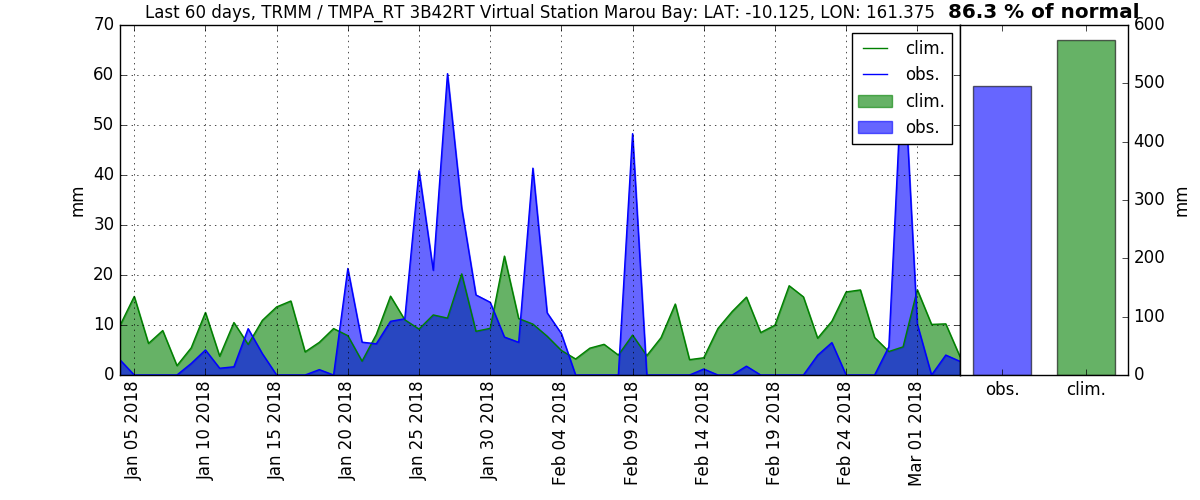 Last 60 days, TRMM / TMPA_RT 3B42RT Virtual Station Marou Bay: LAT: -10.125, LON: 161.375
86.3 % of normal
70
60
50
40
30
20
10
0
mm
clim.
obs.
clim.
obs.
Jan 05 2018
Jan 10 2018
Jan 15 2018
Jan 20 2018
Jan 25 2018
Jan 30 2018
Feb 04 2018
Feb 09 2018
Feb 14 2018
Feb 19 2018
Feb 24 2018
Mar 01 2018
600
500
400
300
200
100
0
mm
obs.
clim.